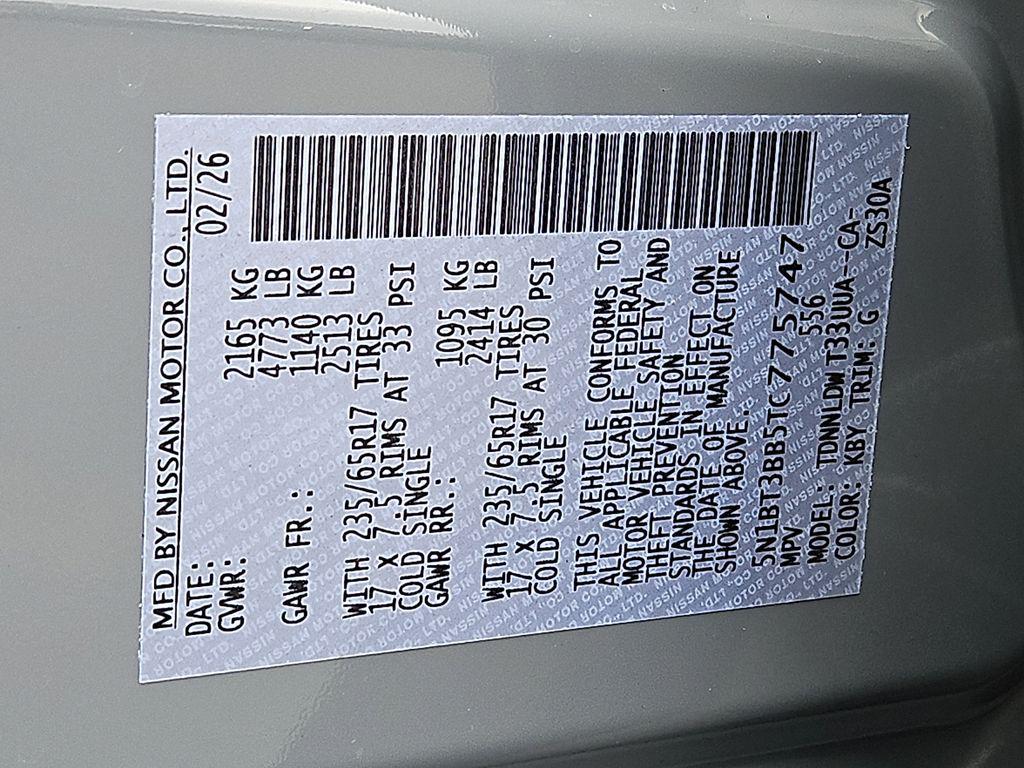 MFD BY NISSAN MOTOR CO., LTD.
DATE: 02/26
GVWR: 2165 KG
4773 LB
GAWR FR.: 1140 KG
2513 LB
WITH 235/65R17 TIRES
17 X 7.5 RIMS AT 33 PSI
COLD SINGLE
GAWR RR.: 1095 KG
2414 LB
WITH 235/65R17 TIRES
17 X 7.5 RIMS AT 30 PSI
COLD SINGLE
THIS VEHICLE CONFORMS TO
ALL APPLICABLE FEDERAL
MOTOR VEHICLE SAFETY AND
THEFT PREVENTION
STANDARDS IN EFFECT ON
THE DATE OF MANUFACTURE
SHOWN ABOVE.
5N1BT3BB5TC775747
MPV 556
MODEL: TDNNLDW T33UUA--CA-
COLOR: KBY TRIM: G ZS30A